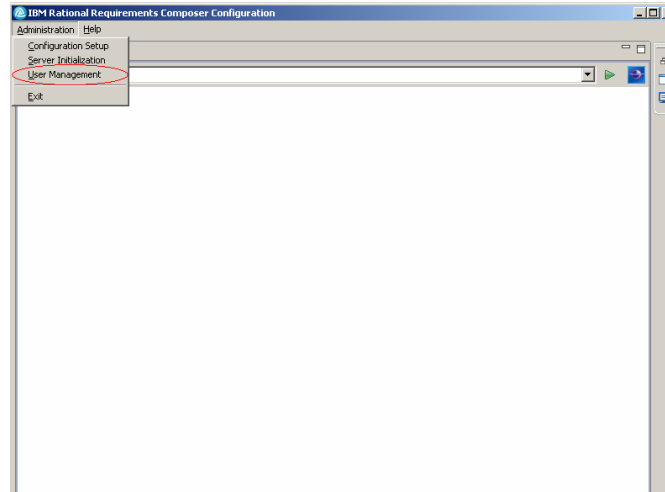 IBM Rational Requirements Composer Configuration
Administration Help
Configuration Setup
Server Initialization
User Management
Exit